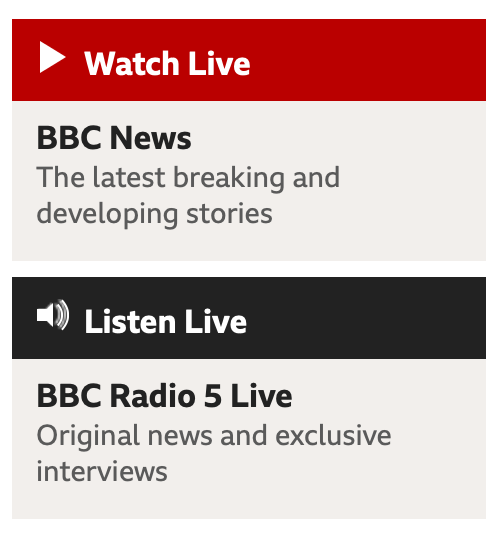 Watch Live
BBC News
The latest breaking and
developing stories
Listen Live
BBC Radio 5 Live
Original news and exclusive
interviews